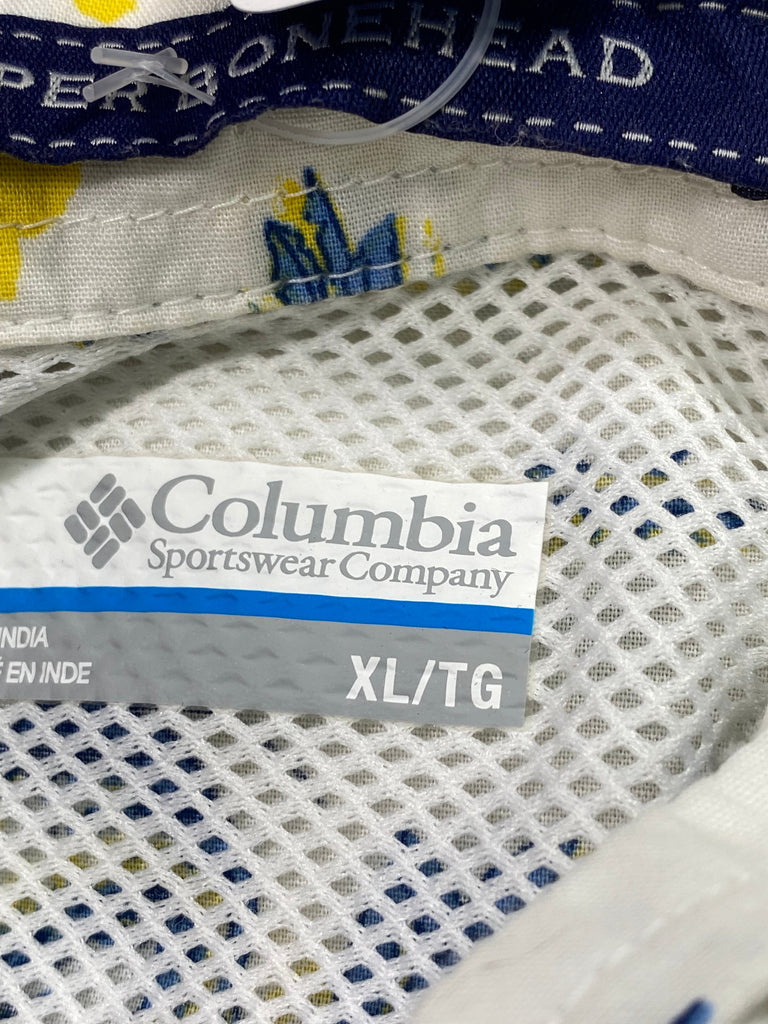 PER BONEHEAD
Columbia
Sportswear Company
INDIA
EN INDE
XL/TG